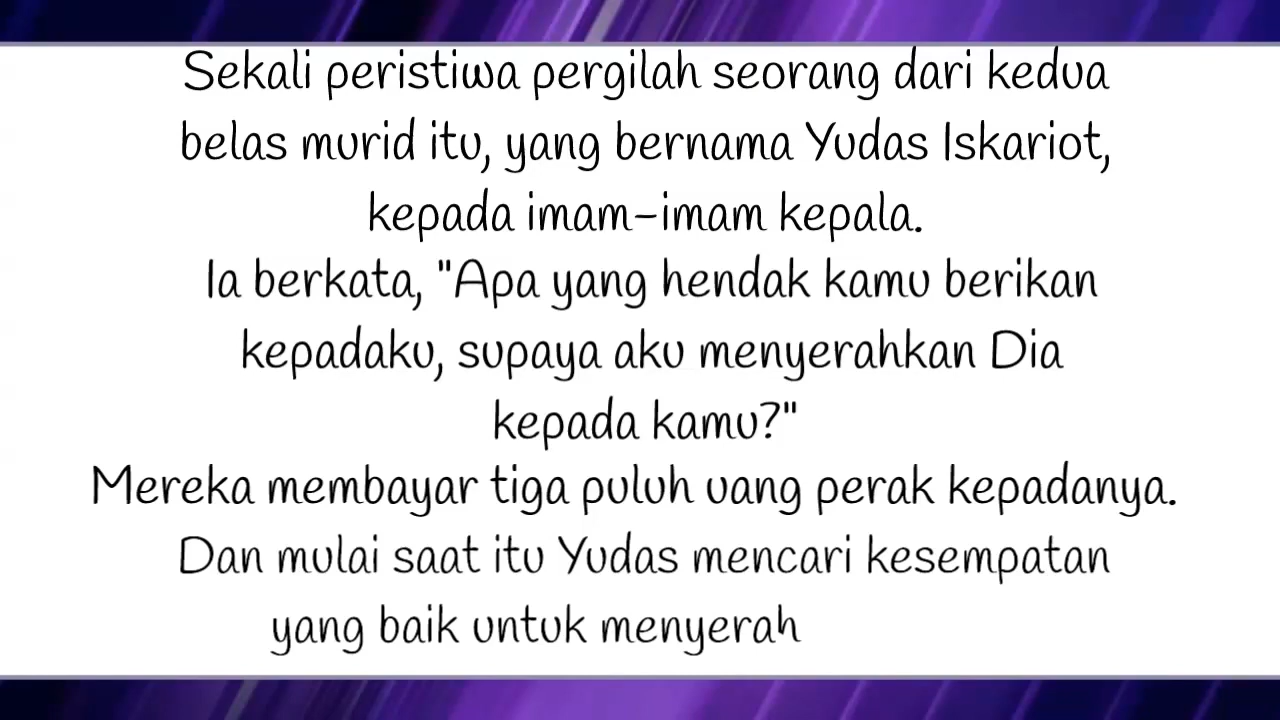 Sekali peristiwa pergilah seorang dari kedua
belas murid itu, yang bernama Yudas Iskariot,
kepada imam-imam kepala.
Ia berkata, "Apa yang hendak kamu berikan
kepadaku, supaya aku menyerahkan Dia
kepada kamu?"
Mereka membayar tiga puluh uang perak kepadanya.
Dan mulai saat itu Yudas mencari kesempatan
yang baik untuk menyerah